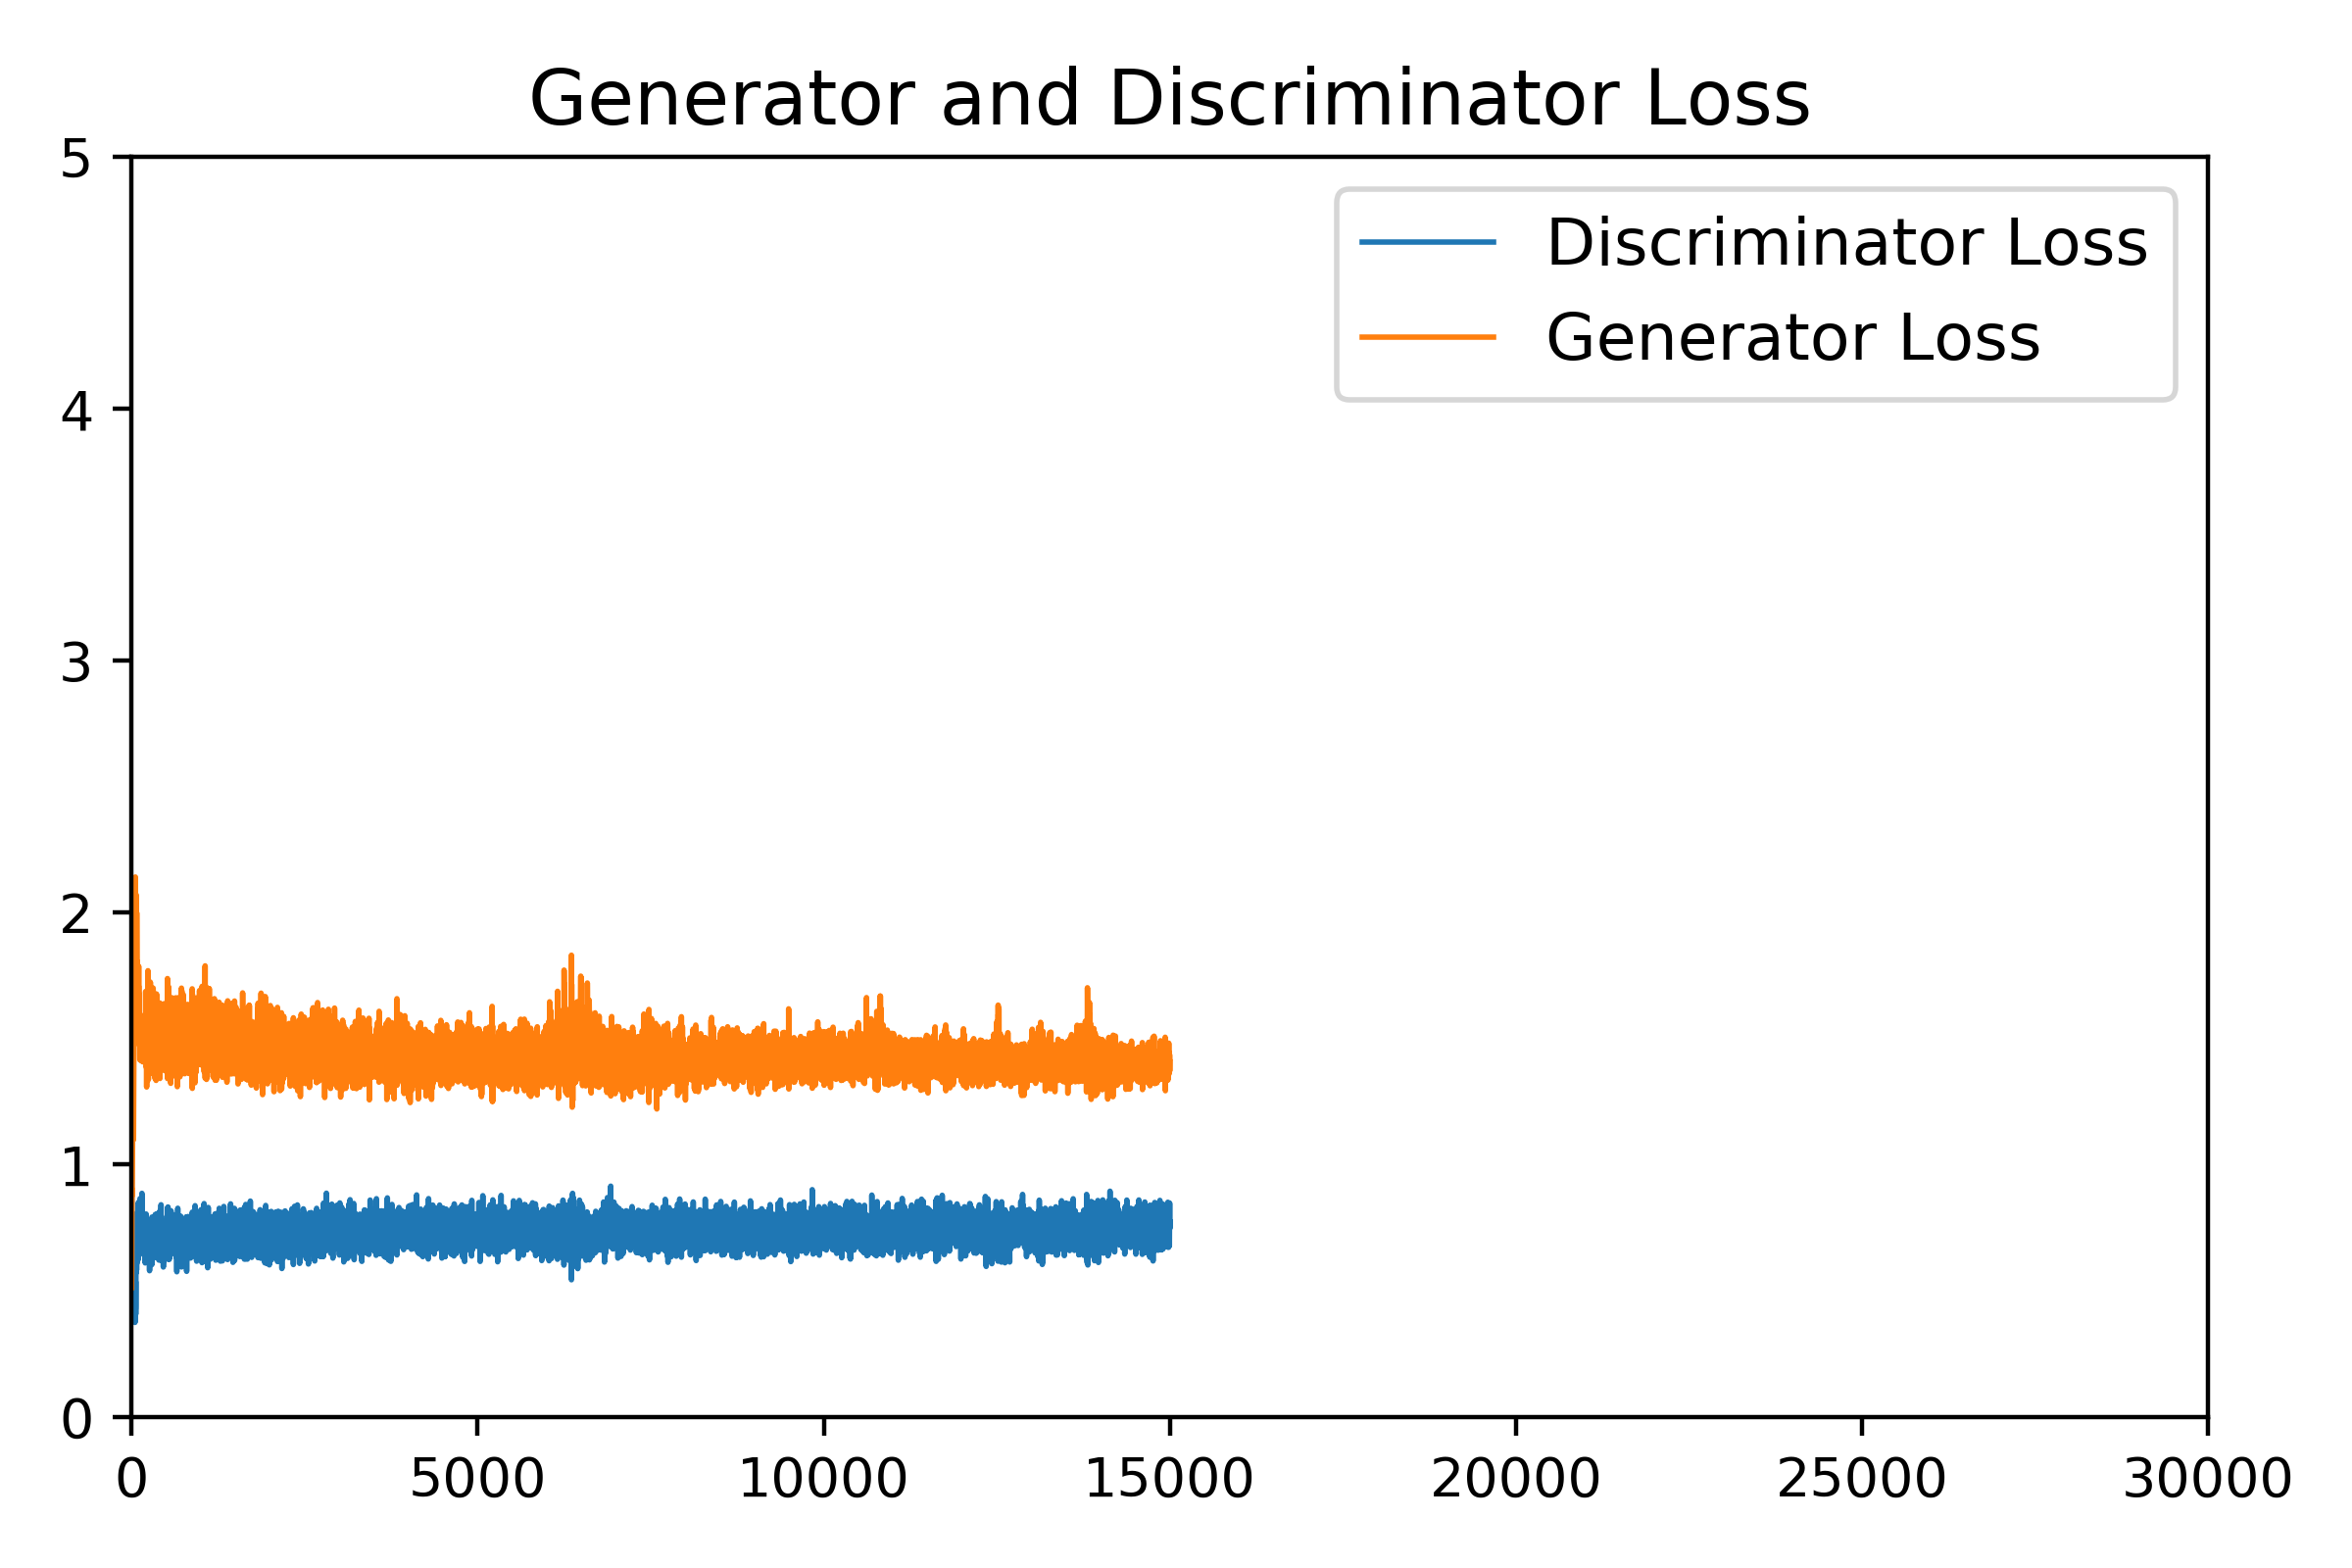 Generator and Discriminator Loss
5
Discriminator Loss
Generator Loss
4
3
2
1
0
0 5000 10000 15000 20000 25000 30000